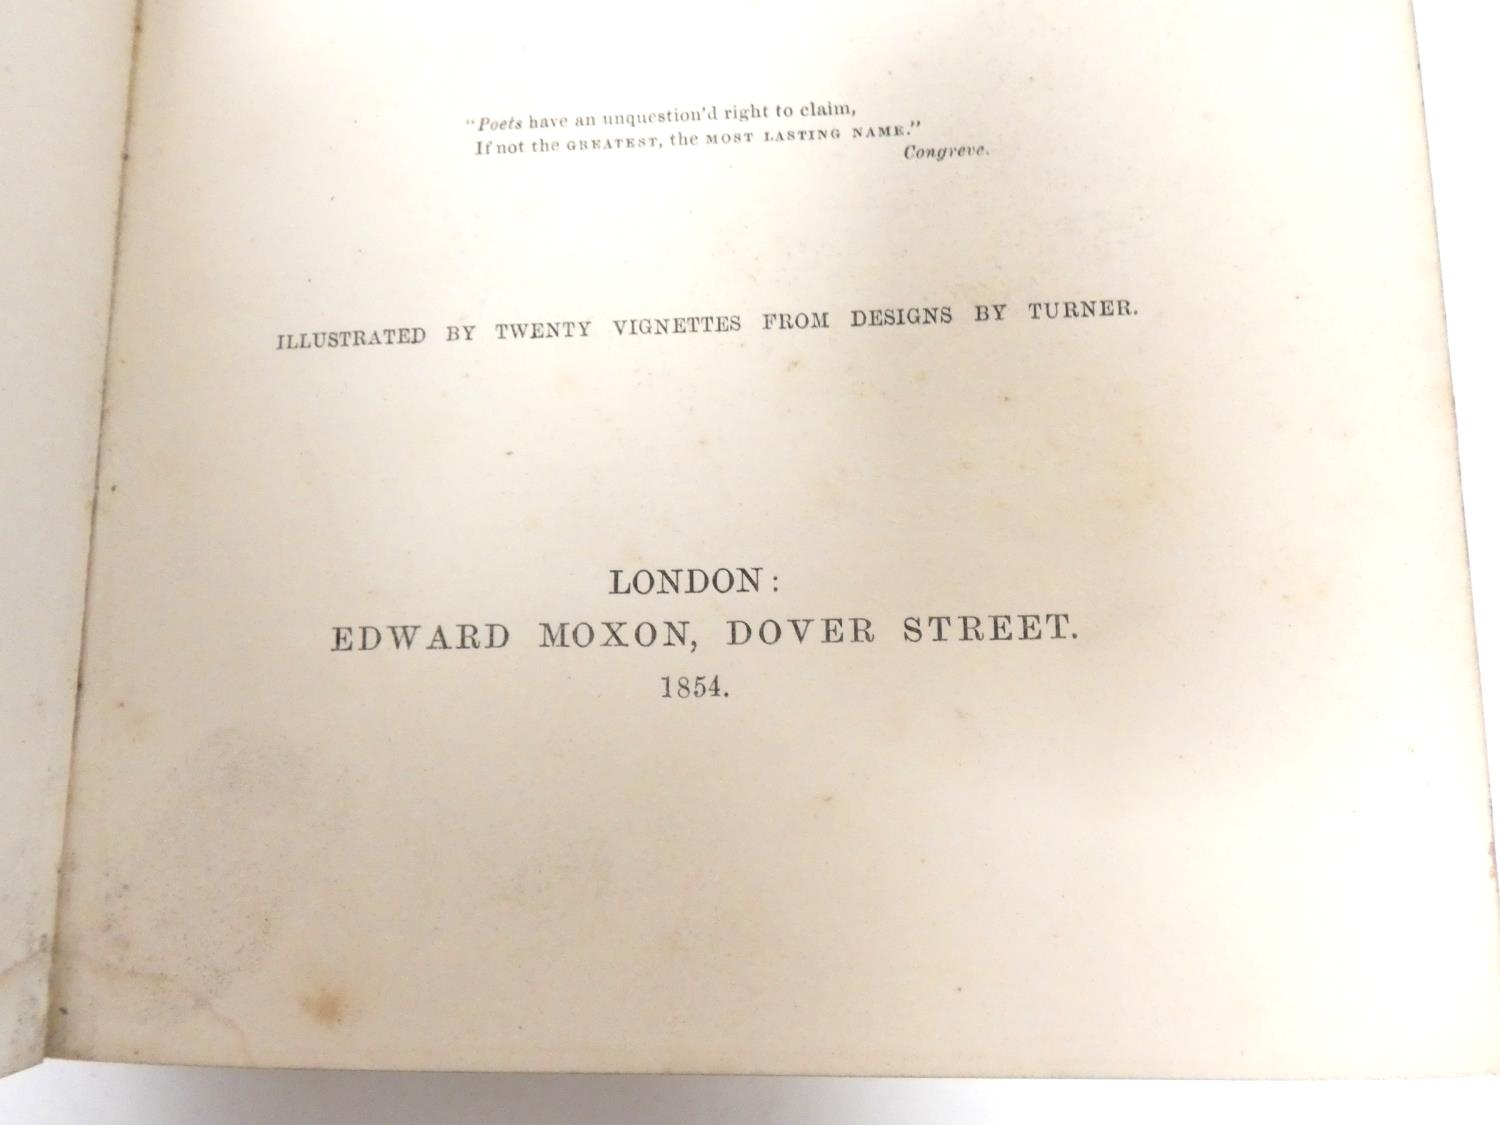 "Poets have an unquestion'd right to claim,
If not the GREATEST, the MOST LASTING NAME."
Congreve.
ILLUSTRATED BY TWENTY VIGNETTES FROM DESIGNS BY TURNER.
LONDON:
EDWARD MOXON, DOVER STREET.
1854.